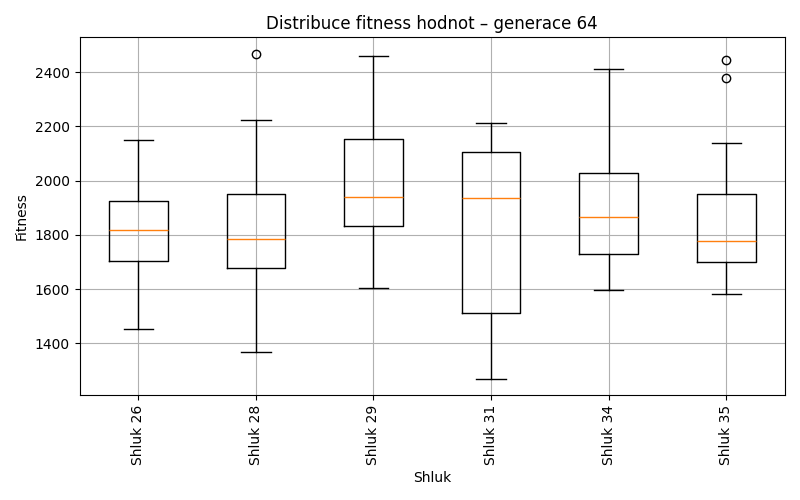 Distribuce fitness hodnot – generace 64
2400
2200
2000
1800
1600
1400
Fitness
Shluk 26
Shluk 28
Shluk 29
Shluk 31
Shluk 34
Shluk 35
Shluk